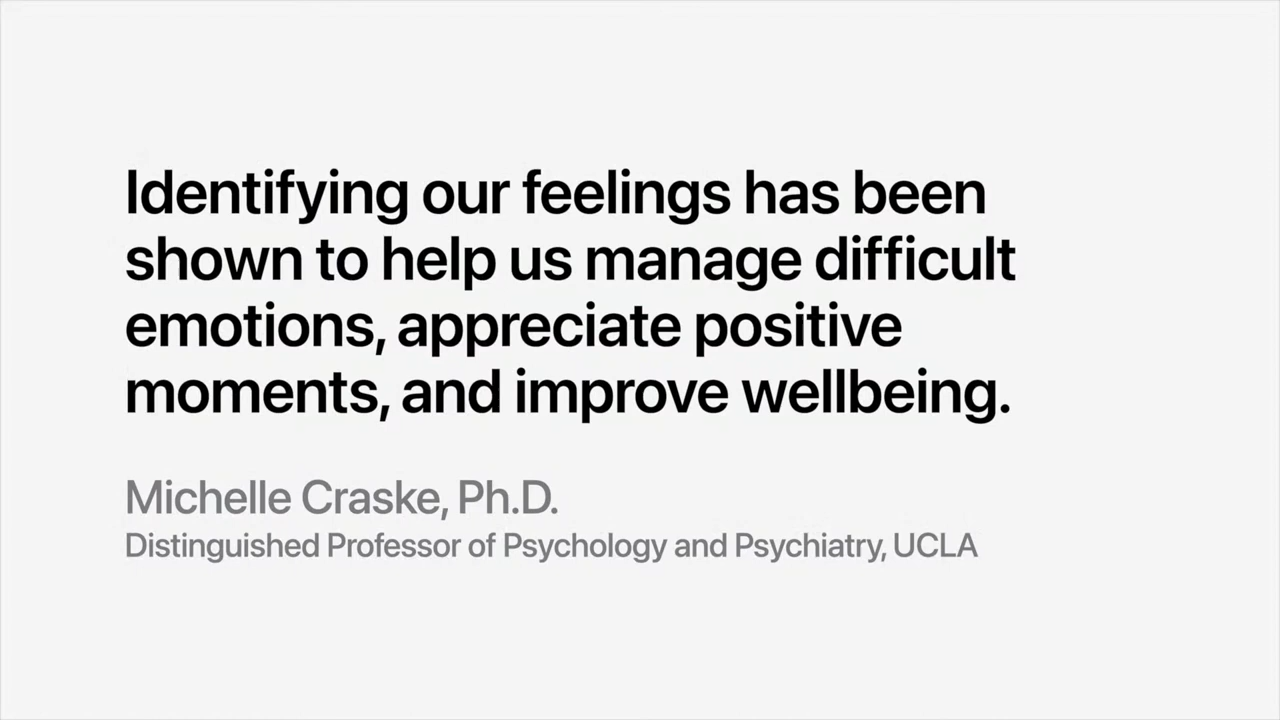 Identifying our feelings has been
shown to help us manage difficult
emotions, appreciate positive
moments, and improve wellbeing.
Michelle Craske, Ph.D.
Distinguished Professor of Psychology and Psychiatry, UCLA